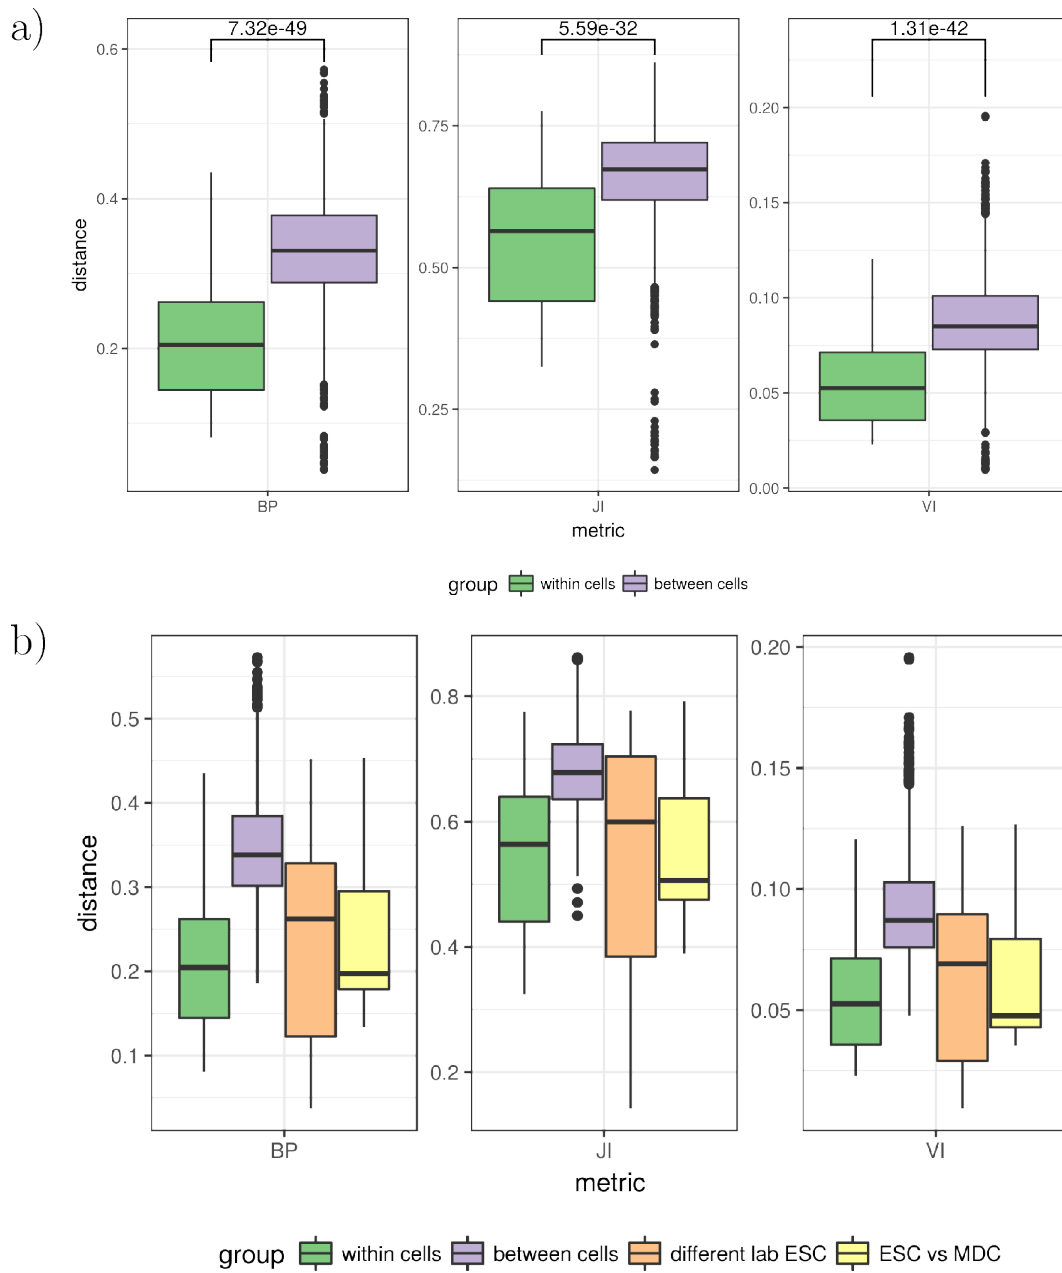 a)
7.32e-49
5.59e-32
1.31e-42
distance
0.6
0.4
0.2
0.75
0.50
0.25
0.20
0.15
0.10
0.05
0.00
BP
JI
VI
metric
group within cells between cells
b)
distance
0.5
0.4
0.3
0.2
0.1
0.8
0.6
0.4
0.2
0.20
0.15
0.10
0.05
BP
JI
VI
metric
group within cells between cells different lab ESC ESC vs MDC